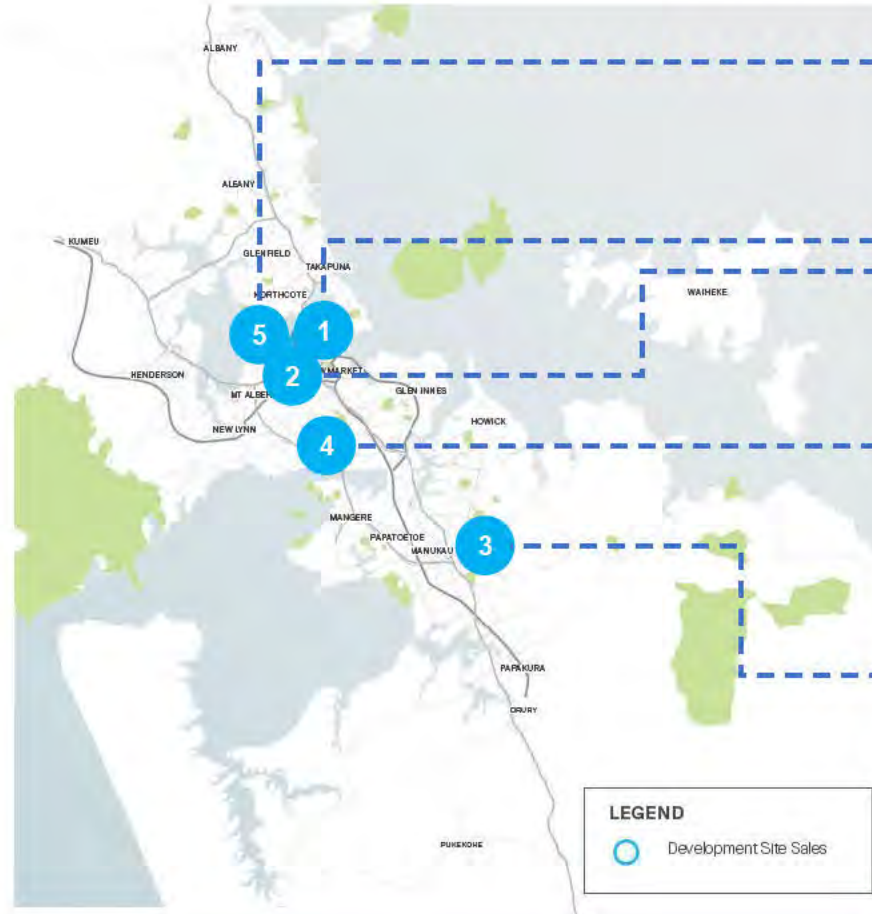 ALBANY
ALBANY
KUMEU
GLENFIELD
TAKAPUNA
WAIHEKE
NORTHCOTE
5
1
HENDERSON
2
MARKET
GLEN INNES
MT ALBER
HOWICK
NEW LYNN
4
MANGERE
PAPATOETOE
MANUKAU
3
PAPAKURA
DRURY
LEGEND
Development Site Sales
PUKEKOHE